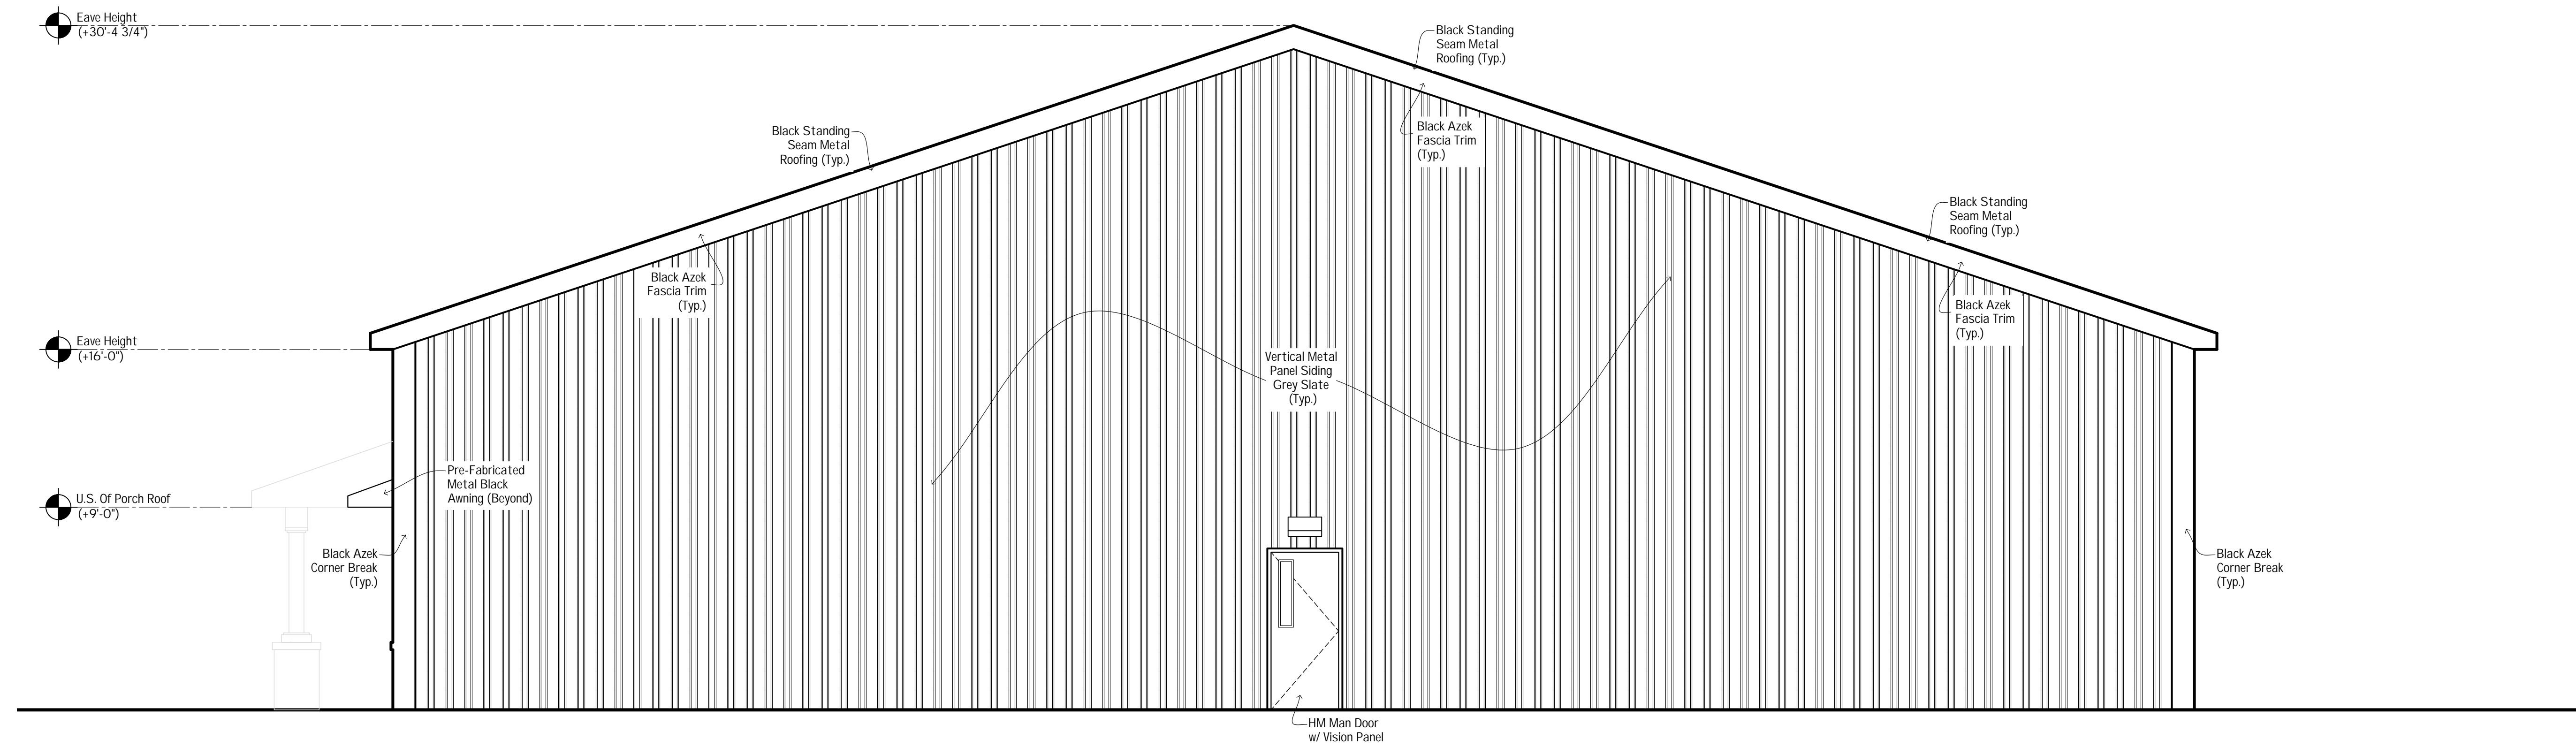 Eave Height
(+30'-4 3/4")
Black Standing
Seam Metal
Roofing (Typ.)
Black Standing
Seam Metal
Roofing (Typ.)
Black Azek
Fascia Trim
(Typ.)
Black Standing
Seam Metal
Roofing (Typ.)
Black Azek
Fascia Trim
(Typ.)
Black Azek
Fascia Trim
(Typ.)
Eave Height
(+16'-0")
Vertical Metal
Panel Siding
Grey Slate
(Typ.)
Pre-Fabricated
Metal Black
Awning (Beyond)
U.S. Of Porch Roof
(+9'-0")
Black Azek
Corner Break
(Typ.)
Black Azek
Corner Break
(Typ.)
HM Man Door
w/ Vision Panel